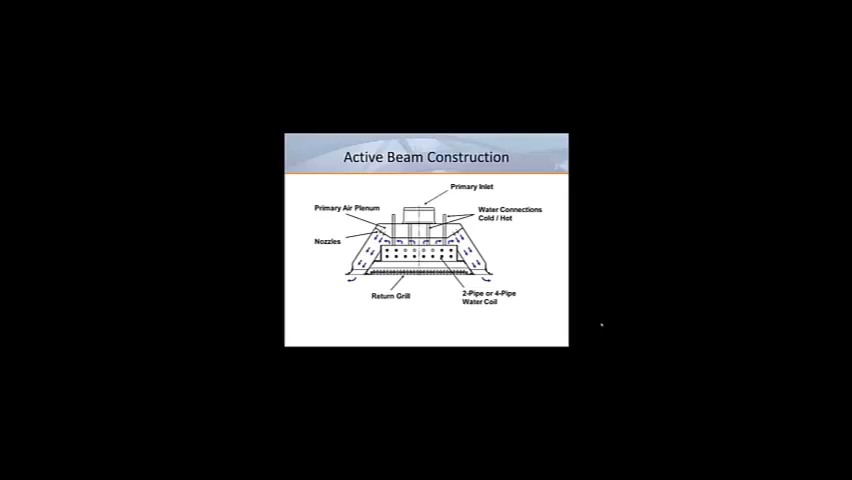 Active Beam Construction
Primary Inlet
Primary Air Plenum
Water Connections
Cold / Hot
Nozzles
Return Grill
2-Pipe or 4-Pipe
Water Coil